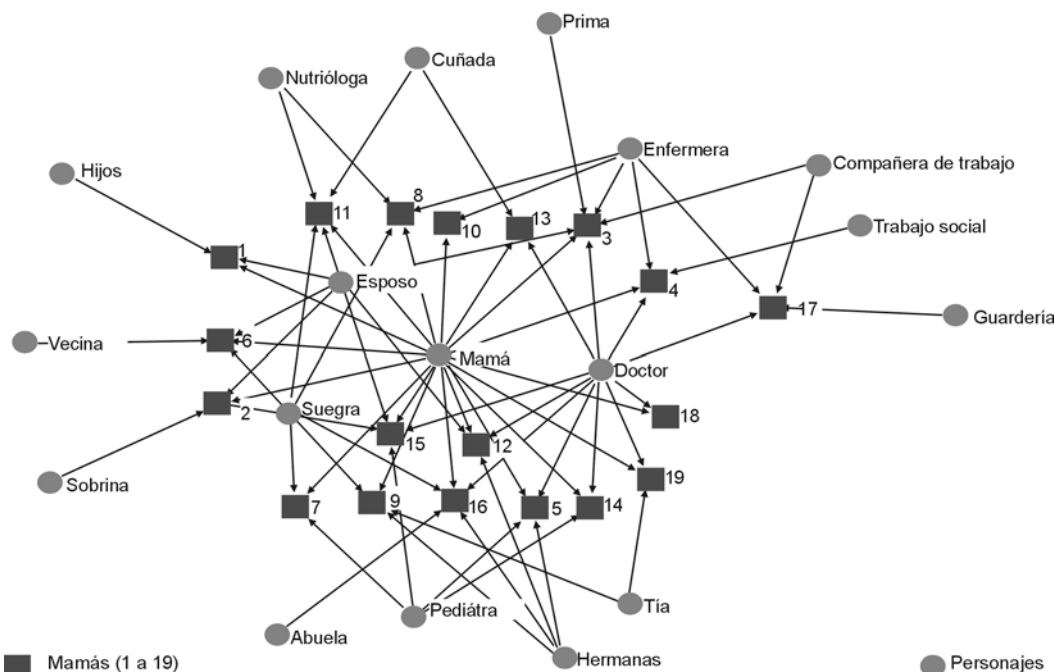 Prima
Cuñada
Nutrióloga
Enfermera
Compañera de trabajo
Hijos
8
11
13
10
3
Trabajo social
1
Esposo
4
17
Guardería
Vecina
6
Mamá
Doctor
Suegra
2
18
15
12
Sobrina
19
7
9
16
5
14
Pediátra
Tía
Abuela
Hermanas
Mamás (1 a 19)
Personajes